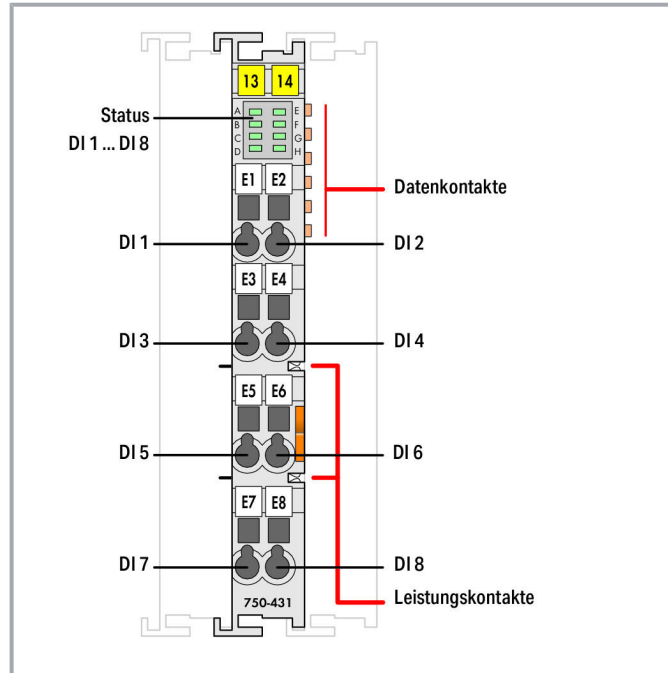 13 14
Status
DI 1 ... DI 8
A E
B F
C G
D H
E1 E2
Datenkontakte
DI 1 DI 2
E3 E4
DI 3 DI 4
E5 E6
DI 5 DI 6
E7 E8
DI 7 DI 8
Leistungskontakte
750-431